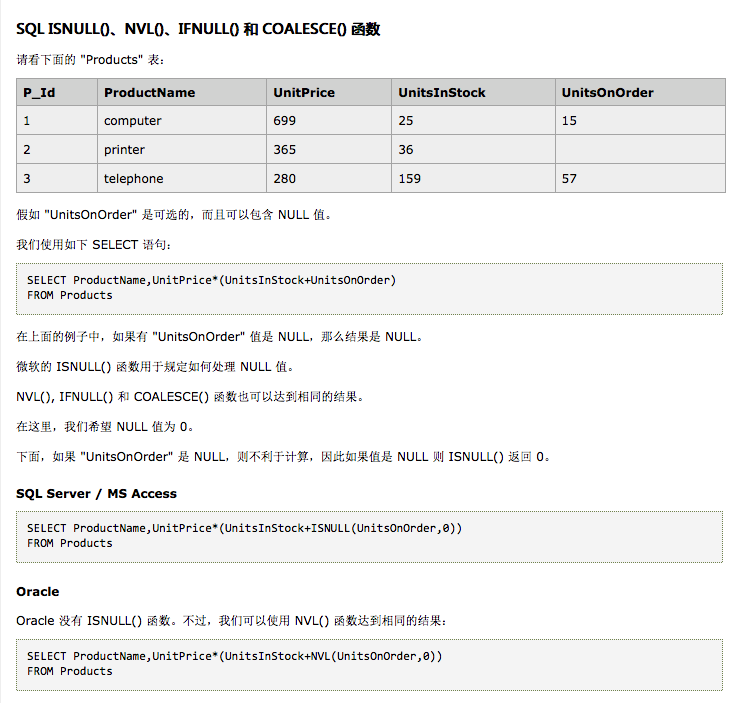 SQL ISNULL()、NVL()、IFNULL() 和 COALESCE() 函数
请看下面的 "Products" 表：
P_Id ProductName UnitPrice UnitsInStock UnitsOnOrder
1 computer 699 25 15
2 printer 365 36
3 telephone 280 159 57
假如 "UnitsOnOrder" 是可选的，而且可以包含 NULL 值。
我们使用如下 SELECT 语句：
SELECT ProductName,UnitPrice*(UnitsInStock+UnitsOnOrder)
FROM Products
在上面的例子中，如果有 "UnitsOnOrder" 值是 NULL，那么结果是 NULL。
微软的 ISNULL() 函数用于规定如何处理 NULL 值。
NVL(), IFNULL() 和 COALESCE() 函数也可以达到相同的结果。
在这里，我们希望 NULL 值为 0。
下面，如果 "UnitsOnOrder" 是 NULL，则不利于计算，因此如果值是 NULL 则 ISNULL() 返回 0。
SQL Server / MS Access
SELECT ProductName,UnitPrice*(UnitsInStock+ISNULL(UnitsOnOrder,0))
FROM Products
Oracle
Oracle 没有 ISNULL() 函数。不过，我们可以使用 NVL() 函数达到相同的结果：
SELECT ProductName,UnitPrice*(UnitsInStock+NVL(UnitsOnOrder,0))
FROM Products